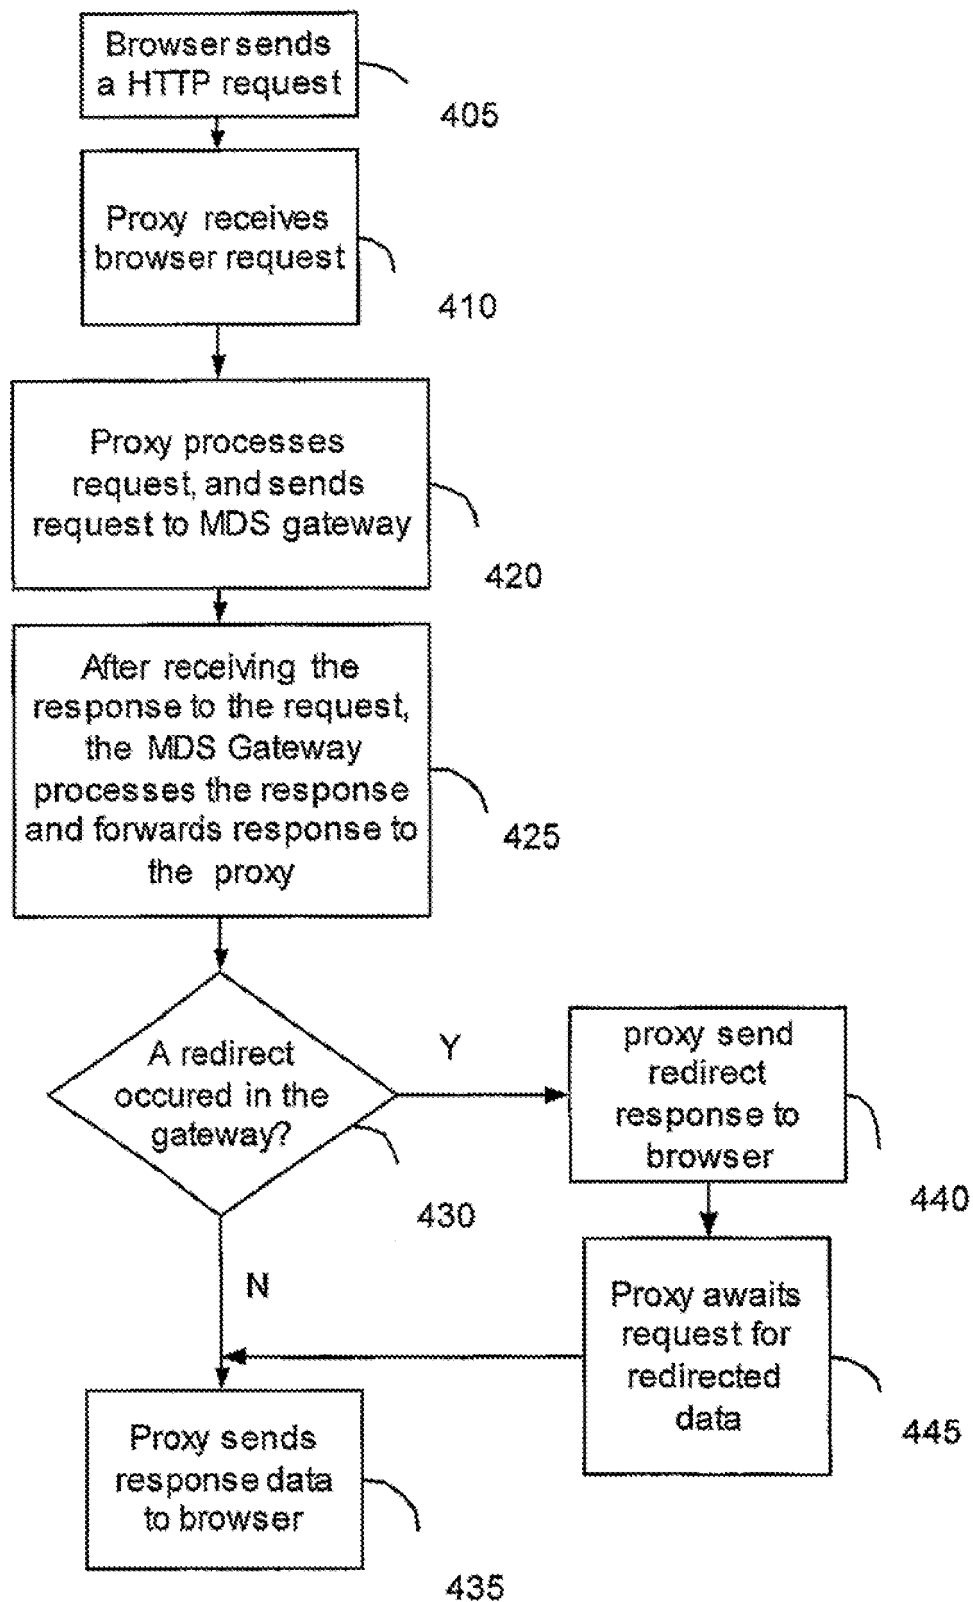 Browser sends
a HTTP request
405
Proxy receives
browser request
410
Proxy processes
request, and sends
request to MDS gateway
420
After receiving the
response to the request,
the MDS Gateway
processes the response
and forwards response to
the proxy
425
A redirect
occured in the
gateway?
430
Y
proxy send
redirect
response to
browser
440
N
Proxy awaits
request for
redirected
data
445
Proxy sends
response data
to browser
435